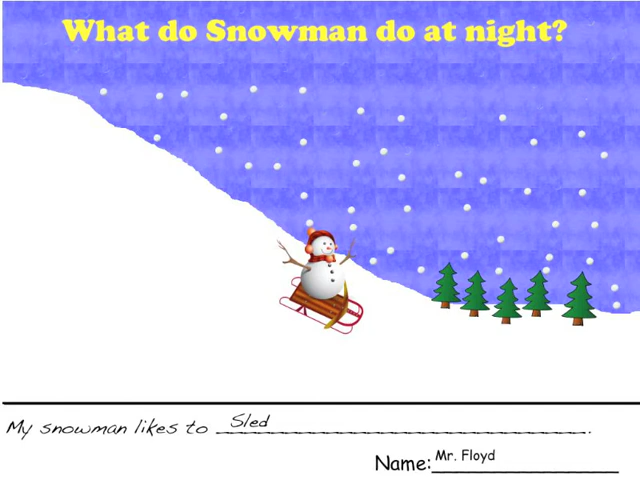 What do Snowman do at night?
My snowman likes to Sled.
Name: Mr. Floyd